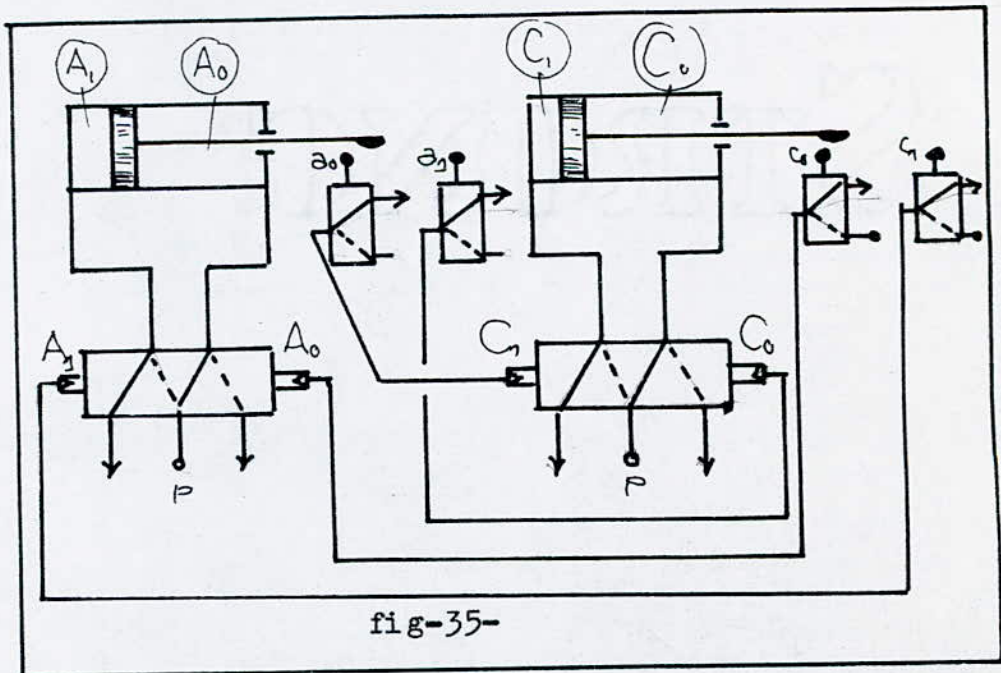 A₁ A₀ C₁ C₀
a₀ a₁ c₀ c₁
A₁ A₀ C₁ C₀
P P
fig-35-